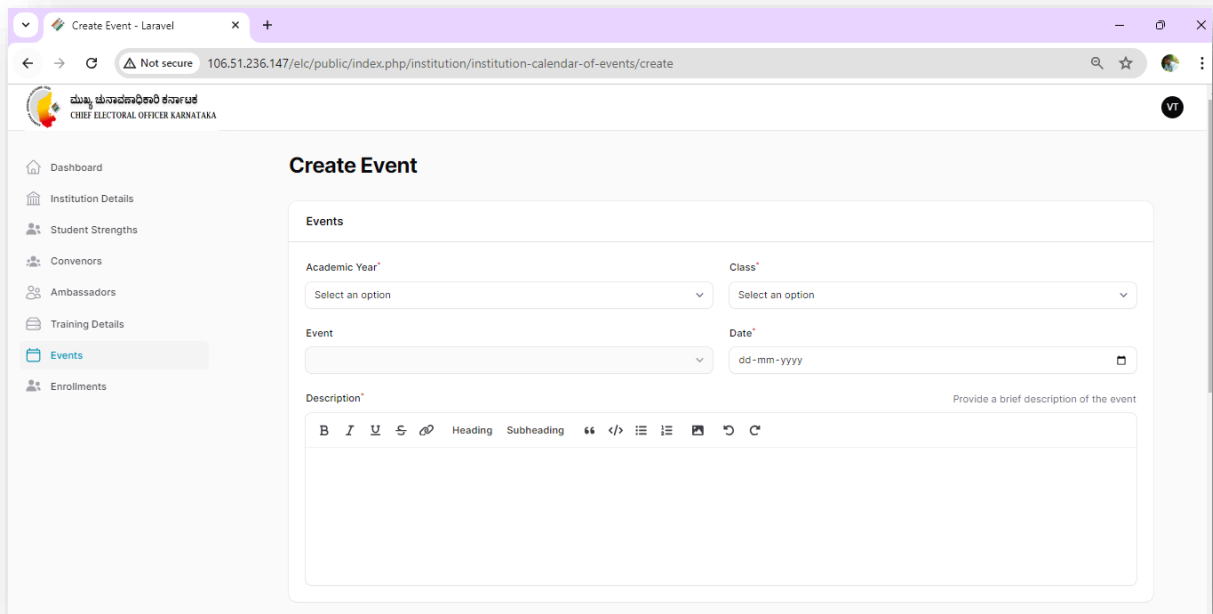 Create Event - Laravel
Not secure 106.51.236.147/elc/public/index.php/institution/institution-calendar-of-events/create
ಮುಖ್ಯ ಚುನಾವಣಾಧಿಕಾರಿ ಕರ್ನಾಟಕ
CHIEF ELECTORAL OFFICER KARNATAKA
VT
Dashboard
Institution Details
Student Strengths
Convenors
Ambassadors
Training Details
Events
Enrollments
Create Event
Events
Academic Year* Class*
Select an option Select an option
Event Date*
dd-mm-yyyy
Description* Provide a brief description of the event
B I U S Heading Subheading